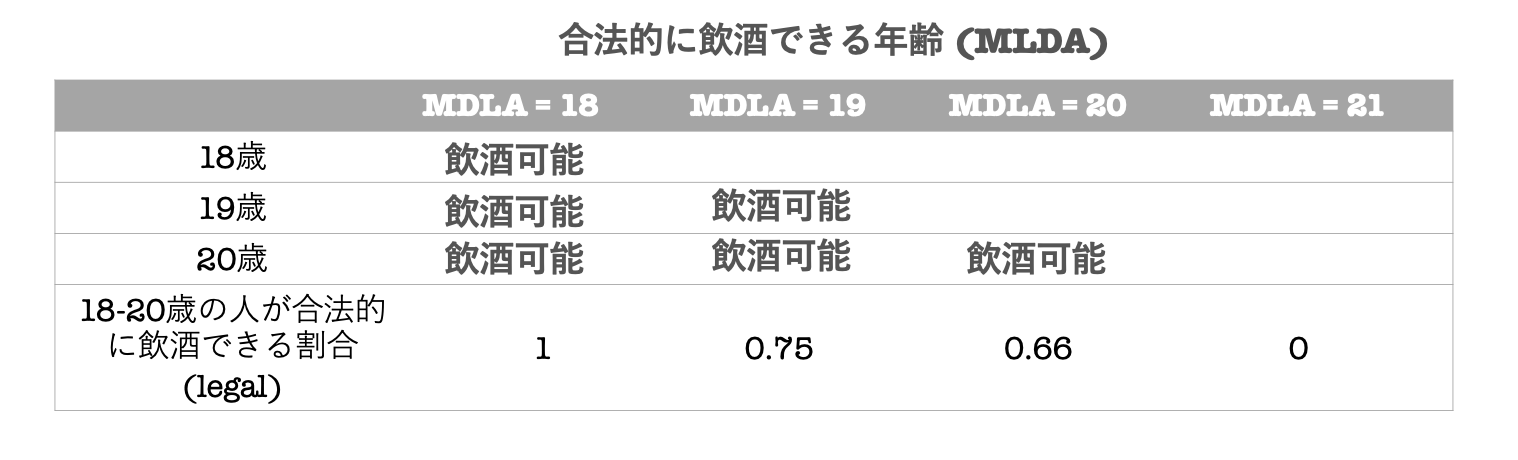 合法的に飲酒できる年齢 (MLDA)
MDLA = 18 MDLA = 19 MDLA = 20 MDLA = 21
18歳 飲酒可能
19歳 飲酒可能 飲酒可能
20歳 飲酒可能 飲酒可能 飲酒可能
18-20歳の人が合法的
に飲酒できる割合
(legal)
1 0.75 0.66 0